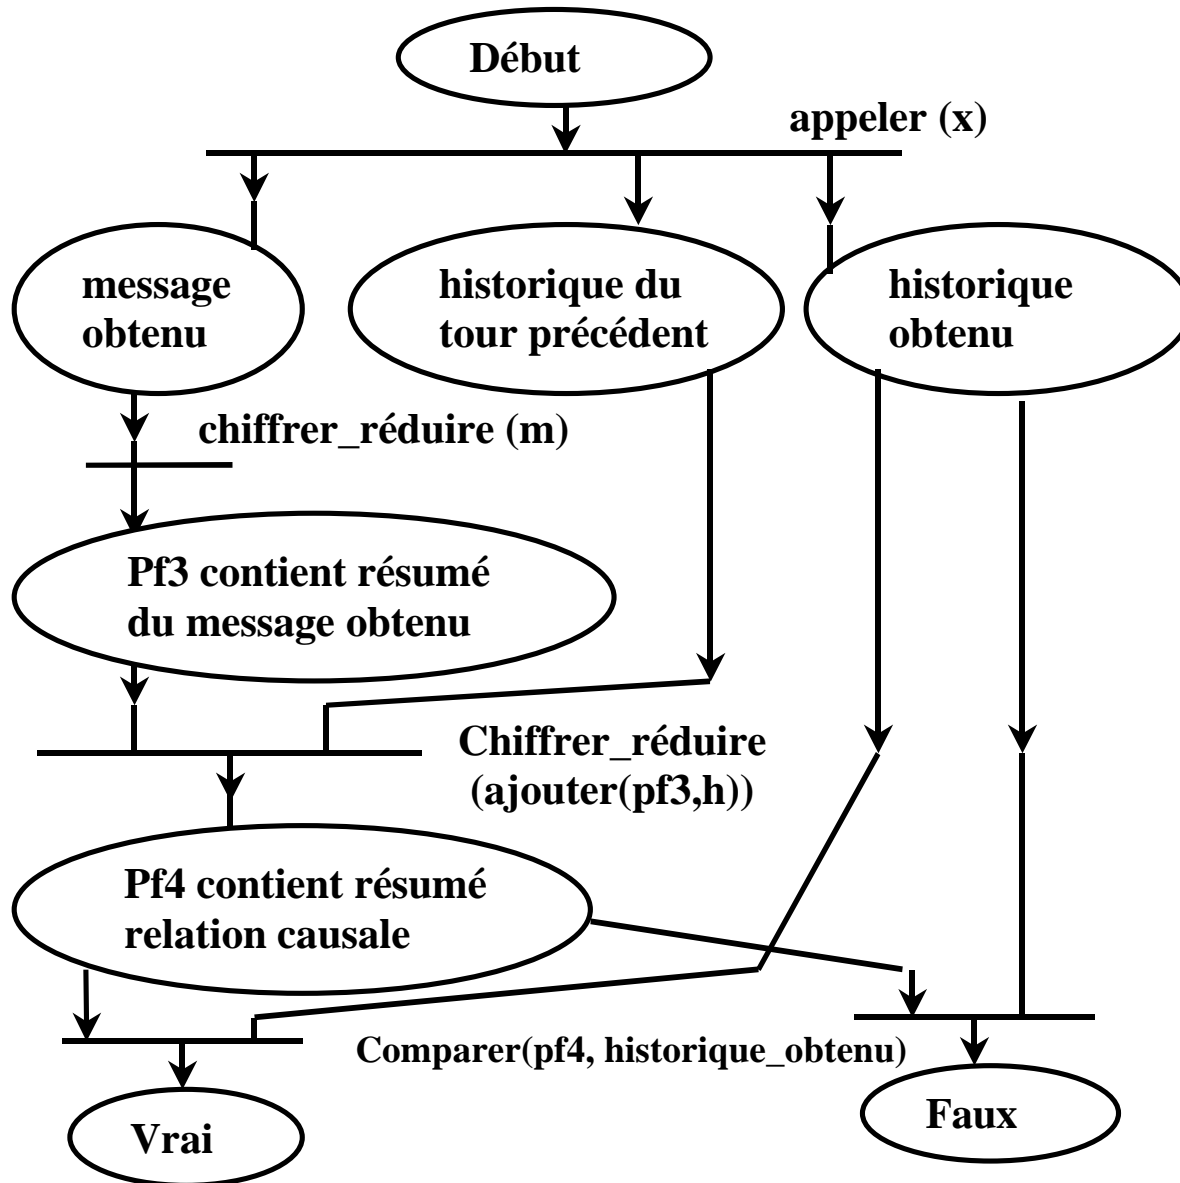 Début
appeler (x)
message
obtenu
historique du
tour précédent
historique
obtenu
chiffrer_réduire (m)
Pf3 contient résumé
du message obtenu
Chiffrer_réduire
(ajouter(pf3,h))
Pf4 contient résumé
relation causale
Comparer(pf4, historique_obtenu)
Vrai
Faux